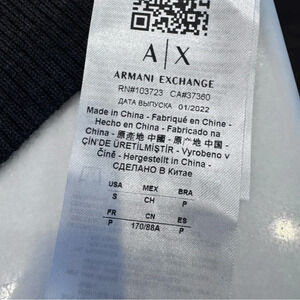 A|X
ARMANI EXCHANGE
RN#103723 CA#37360
ДАТА ВЫПУСКА 01/2022
Made in China - Fabriqué en Chine -
Hecho en China - Fabricado na
China - 原產地 中國 - 原产地 中国 -
ÇİN'DE ÜRETİLMİŞTİR - Vyrobeno v
Číně - Hergestellt in China -
СДЕЛАНО В Китае
USA MEX BRA
S CH P
FR CN ES
P 170/88A P